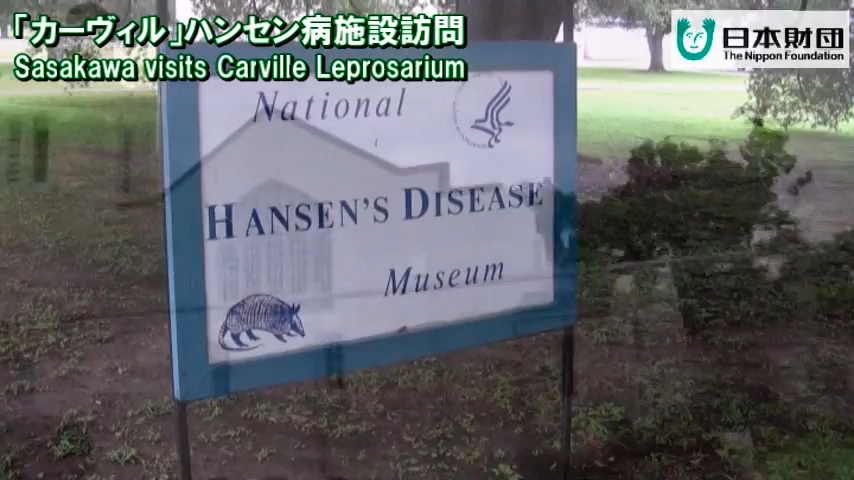 「カーヴィル」ハンセン病施設訪問
Sasakawa visits Carville Leprosarium
日本財団
The Nippon Foundation
National
HANSEN'S DISEASE
Museum